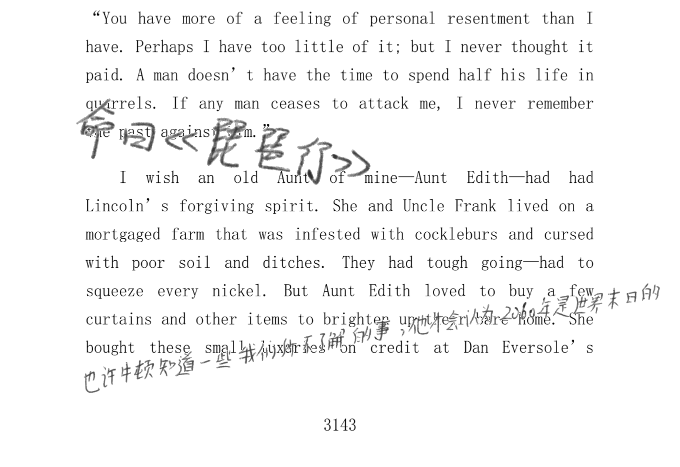 “You have more of a feeling of personal resentment than I
have. Perhaps I have too little of it; but I never thought it
paid. A man doesn’t have the time to spend half his life in
quarrels. If any man ceases to attack me, I never remember
the past against him.”
命曰《琵琶行》
I wish an old Aunt of mine—Aunt Edith—had had
Lincoln’s forgiving spirit. She and Uncle Frank lived on a
mortgaged farm that was infested with cockleburs and cursed
with poor soil and ditches. They had tough going—had to
squeeze every nickel. But Aunt Edith loved to buy a few
curtains and other items to brighten up their bare home. She
bought these small luxuries on credit at Dan Eversole’s
也许牛顿知道一些我们所不了解的事,他才会认为2060年是世界末日的
3143